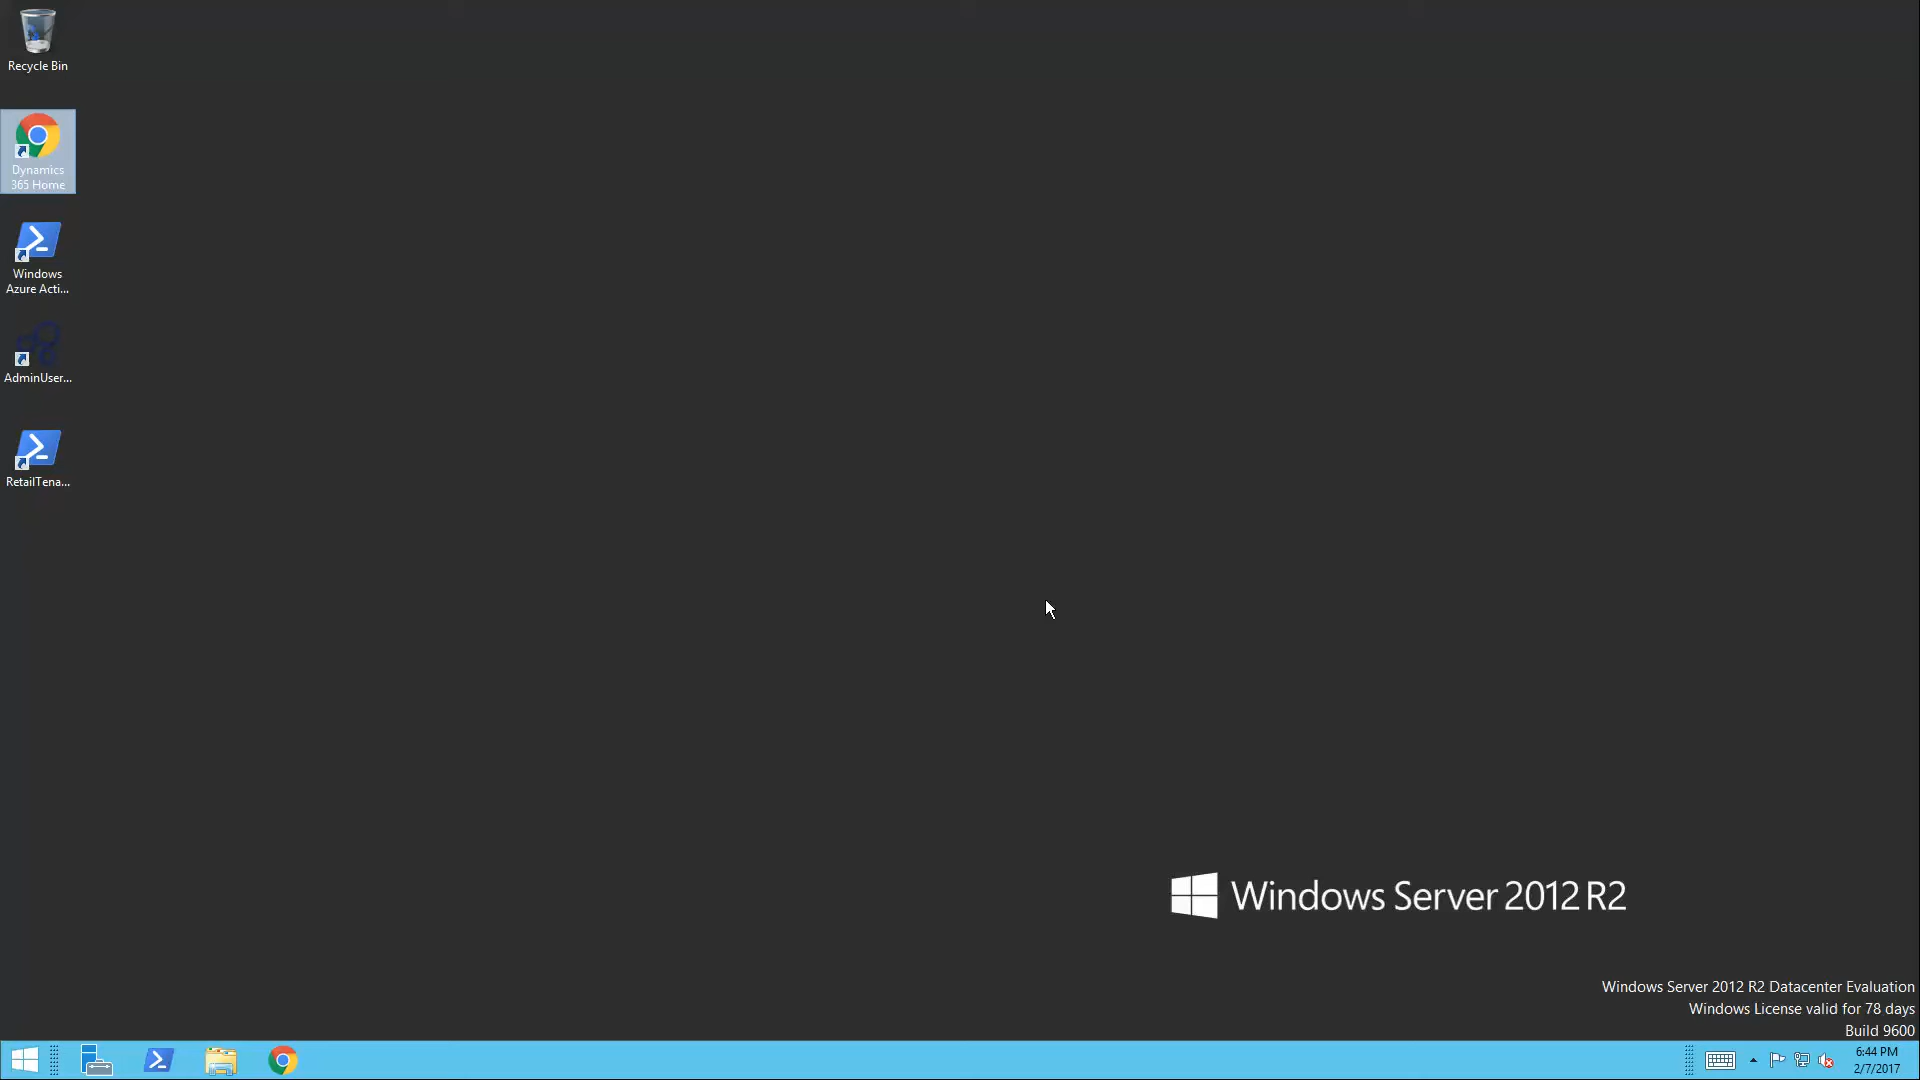 Recycle Bin
Dynamics
365 Home
Windows
Azure Acti...
AdminUser...
RetailTena...
Windows Server 2012 R2
Windows Server 2012 R2 Datacenter Evaluation
Windows License valid for 78 days
Build 9600
6:44 PM
2/7/2017